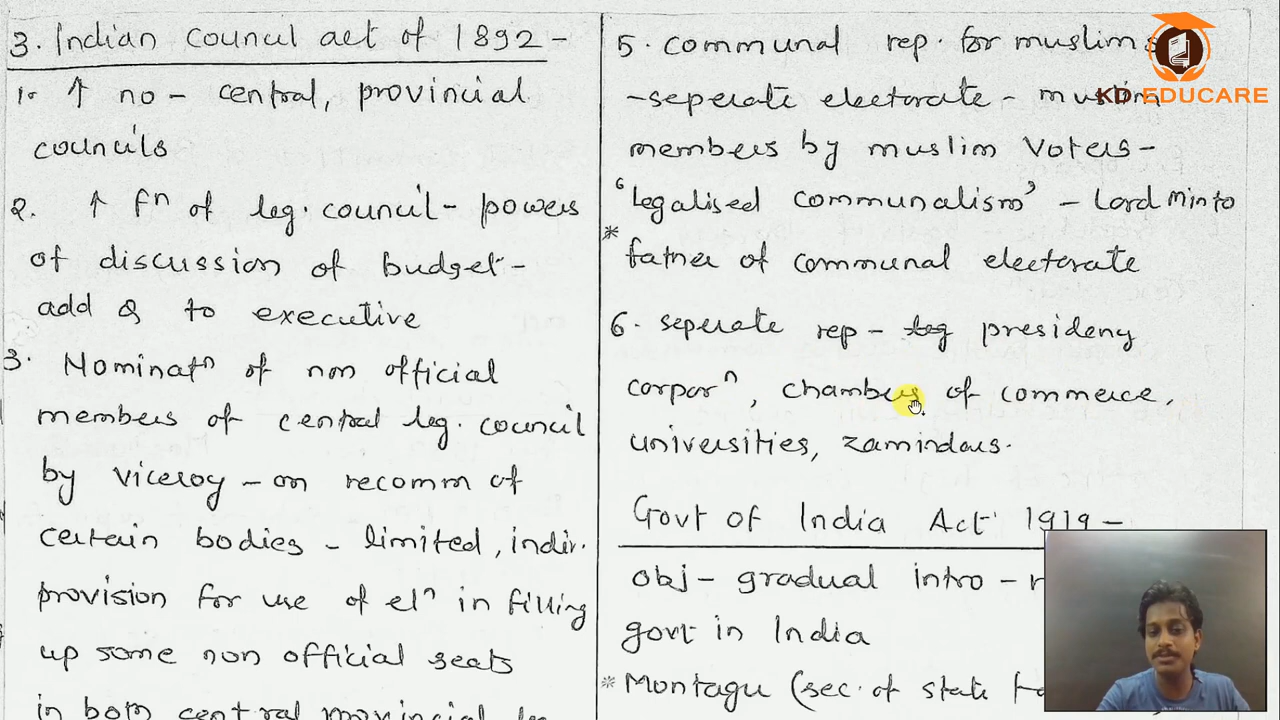 3. Indian Council act of 1892 -
1. ↑ no - central, provincial
councils
2. ↑ fn of leg. council - powers
of discussion of budget -
add Q to executive
3. Nominatn of non official
members of central leg. council
by viceroy - on recomm of
certain bodies - limited, indir.
provision for use of eln in filling
up some non official seats
in both central provincial
5. communal rep. for muslims
- seperate electorate - muslim
members by muslim voters -
'legalised communalism' - Lord Minto
* father of communal electorate
6. seperate rep - presideny
corporn, chambers of commerce,
universities, zamindars.
Govt of India Act 1919 -
obj - gradual intro -
govt in India
* Montagu (sec. of state
KD EDUCARE